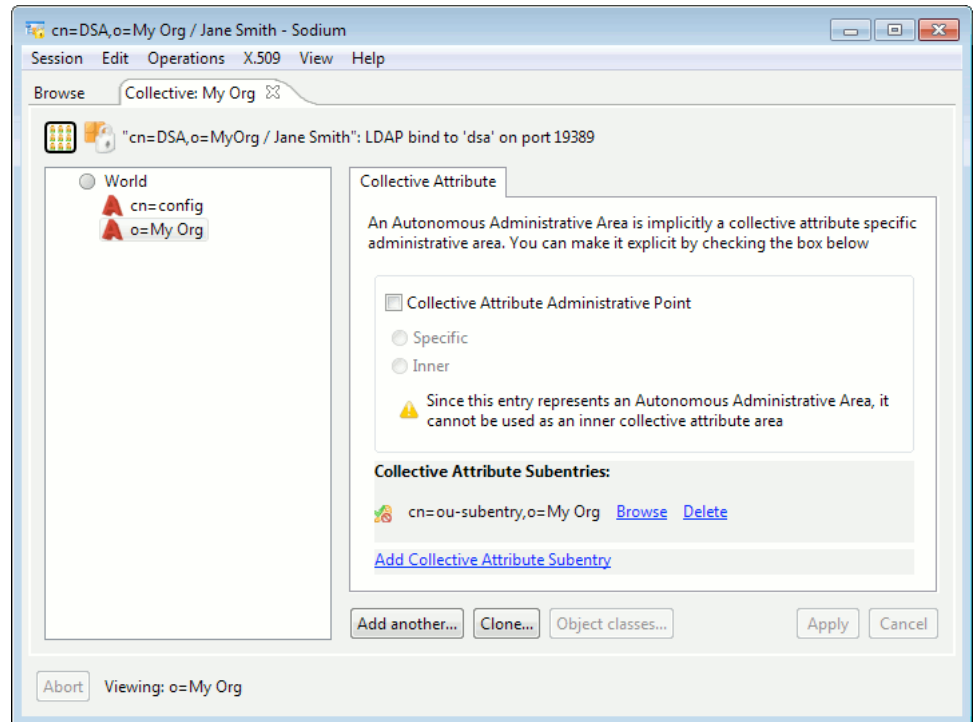 cn=DSA,o=My Org / Jane Smith - Sodium
Session Edit Operations X.509 View Help
Browse Collective: My Org
"cn=DSA,o=MyOrg / Jane Smith": LDAP bind to 'dsa' on port 19389
World
cn=config
o=My Org
Collective Attribute
An Autonomous Administrative Area is implicitly a collective attribute specific
administrative area. You can make it explicit by checking the box below
Collective Attribute Administrative Point
Specific
Inner
Since this entry represents an Autonomous Administrative Area, it
cannot be used as an inner collective attribute area
Collective Attribute Subentries:
cn=ou-subentry,o=My Org Browse Delete
Add Collective Attribute Subentry
Add another... Clone... Object classes... Apply Cancel
Abort Viewing: o=My Org